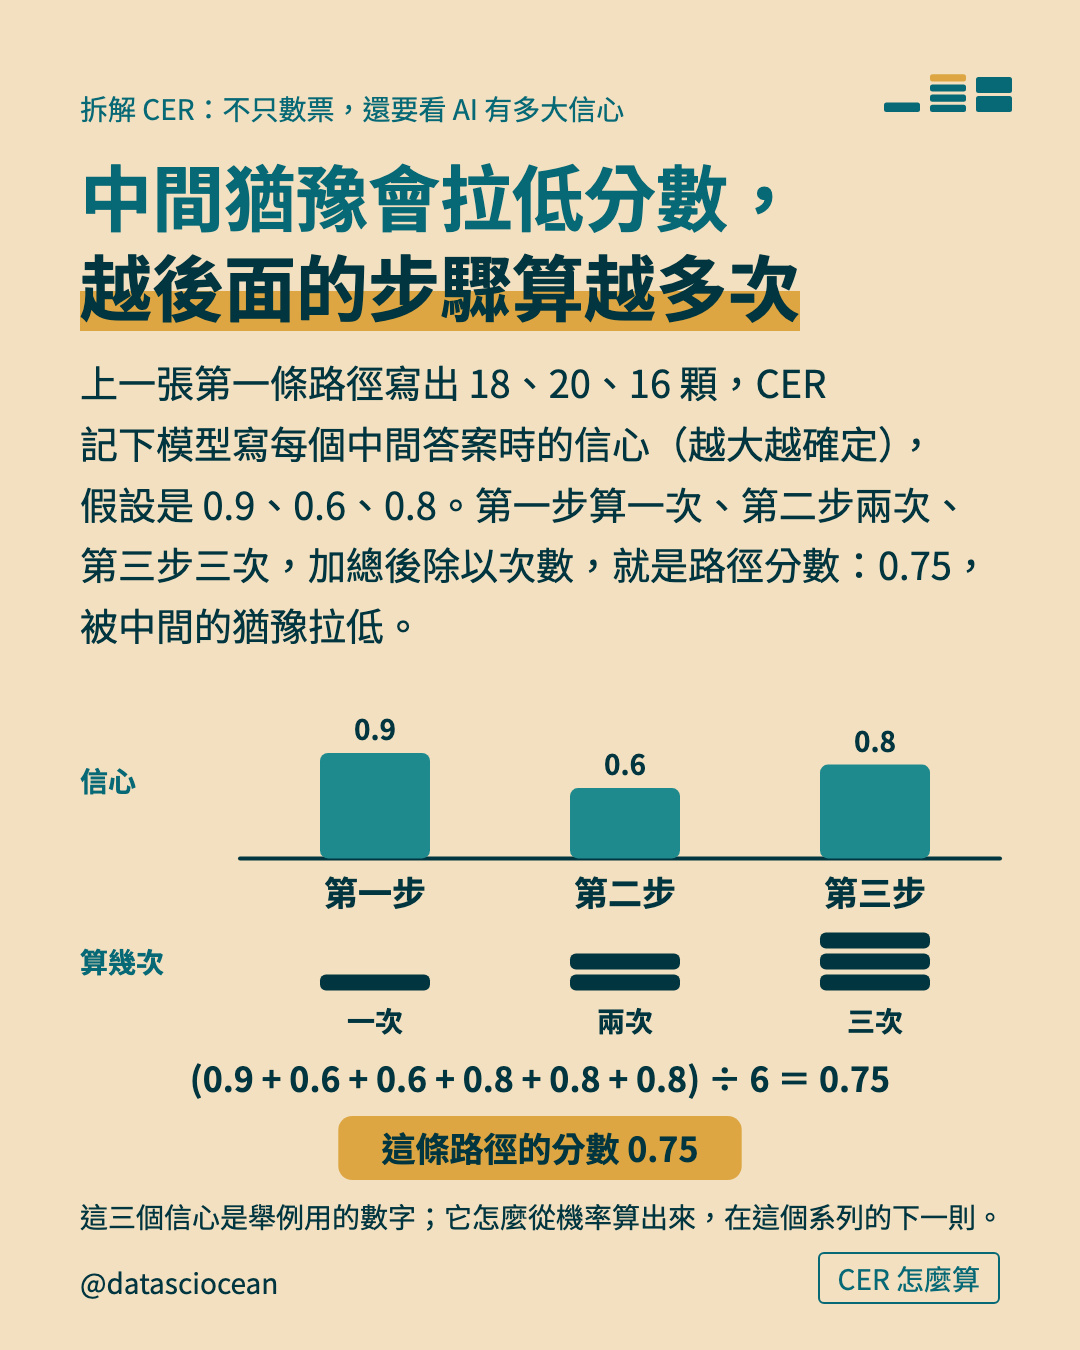 拆解 CER：不只數票，還要看 AI 有多大信心
中間猶豫會拉低分數，
越後面的步驟算越多次
上一張第一條路徑寫出 18、20、16 顆，CER
記下模型寫每個中間答案時的信心（越大越確定），
假設是 0.9、0.6、0.8。第一步算一次、第二步兩次、
第三步三次，加總後除以次數，就是路徑分數：0.75，
被中間的猶豫拉低。
0.9
0.6
0.8
信心
第一步
第二步
第三步
算幾次
一次
兩次
三次
(0.9 + 0.6 + 0.6 + 0.8 + 0.8 + 0.8) ÷ 6 ＝ 0.75
這條路徑的分數 0.75
這三個信心是舉例用的數字；它怎麼從機率算出來，在這個系列的下一則。
@datasciocean
CER 怎麼算